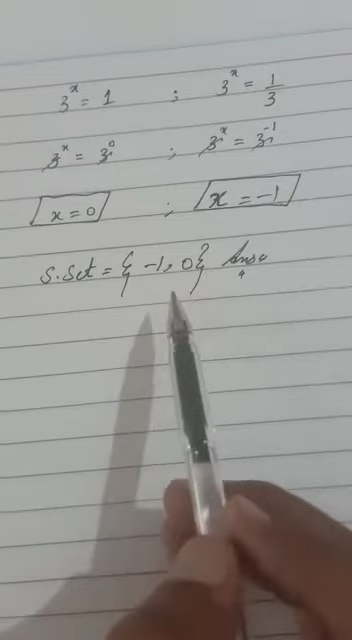 3^x = 1 ; 3^x = 1/3
3^x = 3^0 ; 3^x = 3^-1
x = 0 ; x = -1
S.Set = { -1, 0 } Ans